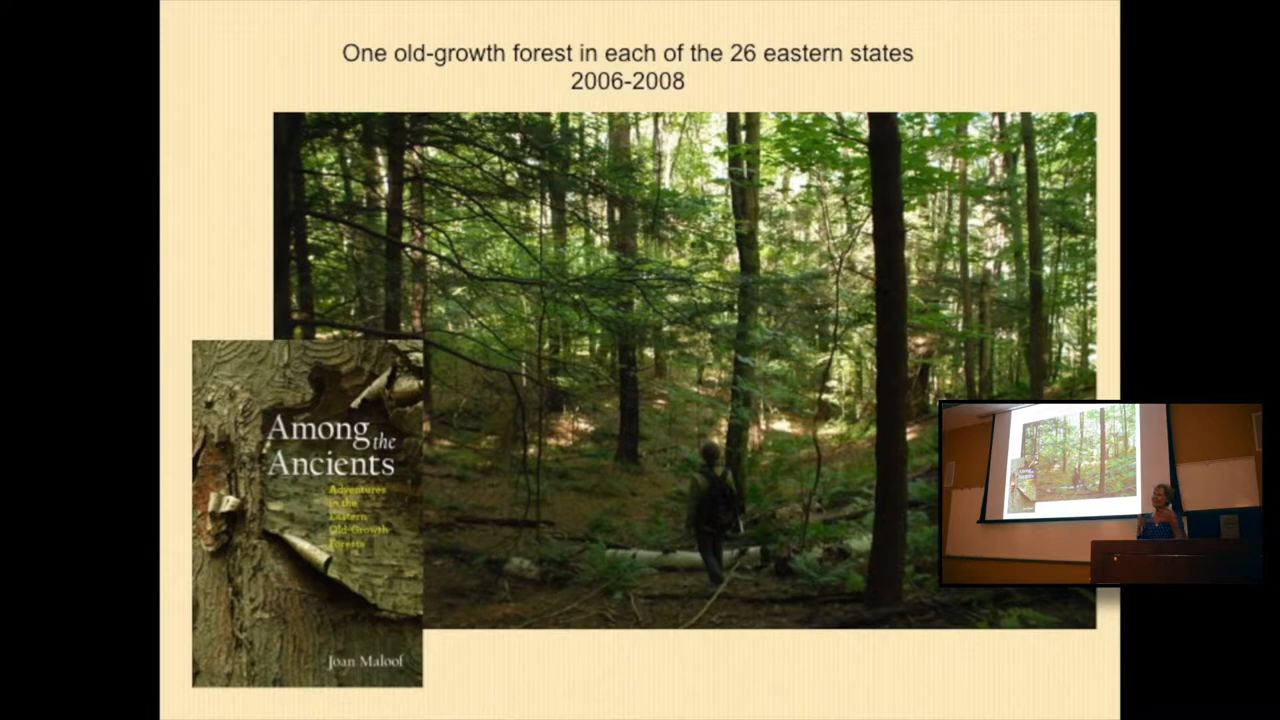 One old-growth forest in each of the 26 eastern states
2006-2008
Among the
Ancients
Adventures
in the
Eastern
Old-Growth
Forests
Joan Maloof